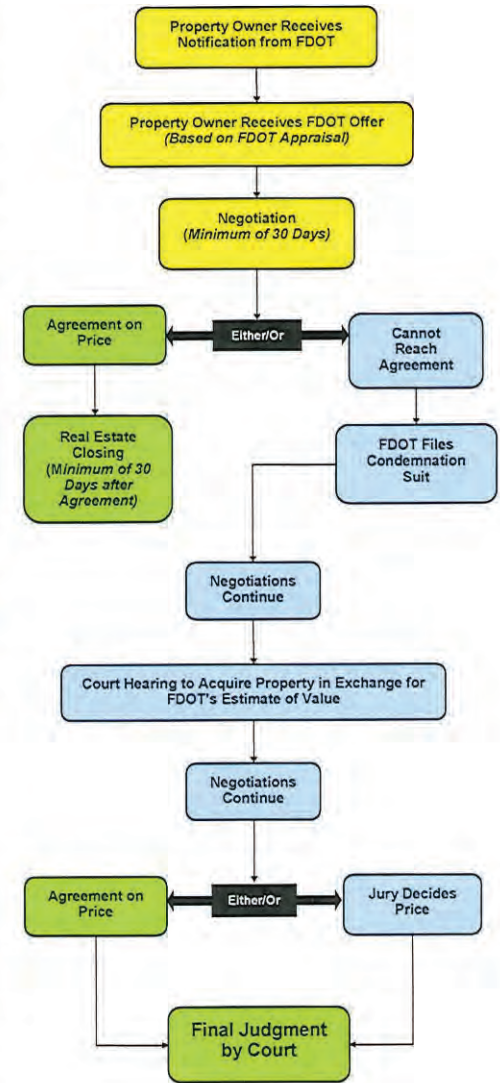 Property Owner Receives
Notification from FDOT
Property Owner Receives FDOT Offer
(Based on FDOT Appraisal)
Negotiation
(Minimum of 30 Days)
Either/Or
Agreement on
Price
Cannot
Reach
Agreement
Real Estate
Closing
(Minimum of 30
Days after
Agreement)
FDOT Files
Condemnation
Suit
Negotiations
Continue
Court Hearing to Acquire Property in Exchange for
FDOT's Estimate of Value
Negotiations
Continue
Either/Or
Agreement on
Price
Jury Decides
Price
Final Judgment
by Court